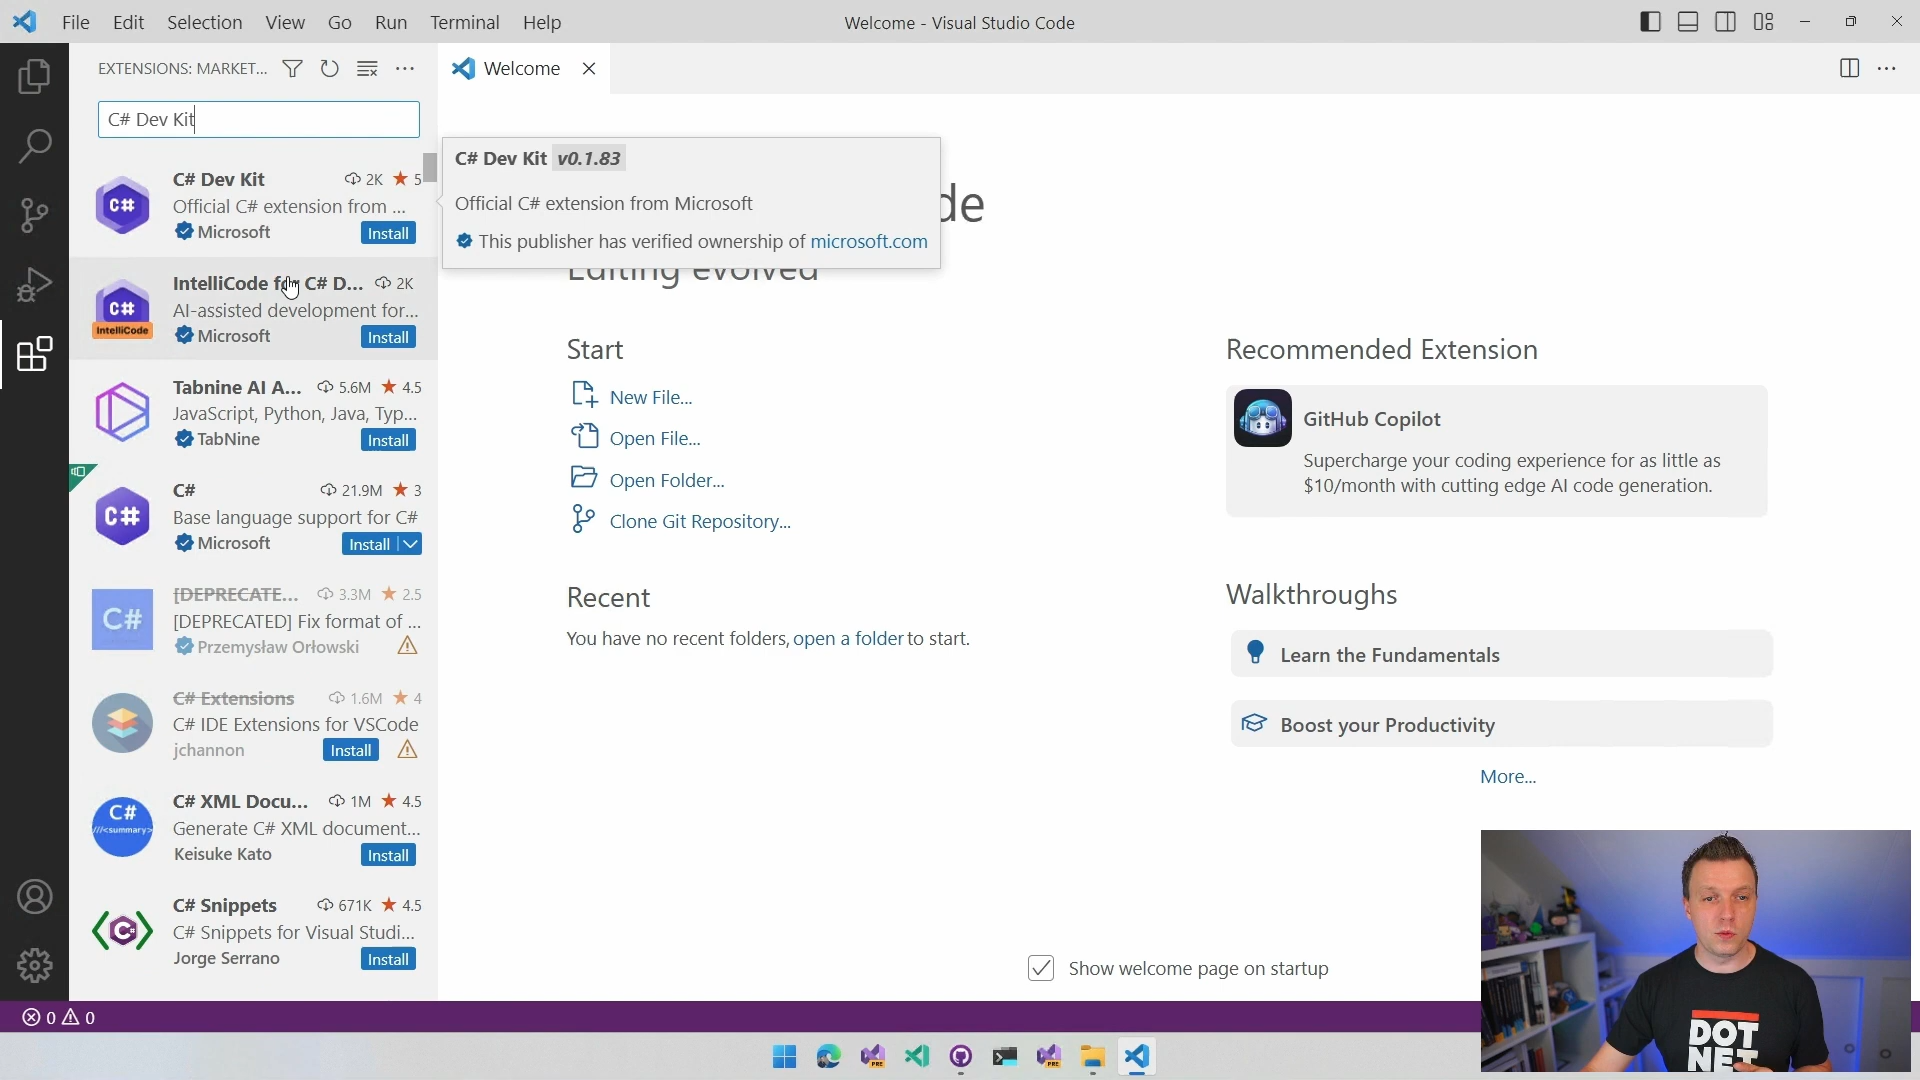 File Edit Selection View Go Run Terminal Help
Welcome - Visual Studio Code
EXTENSIONS: MARKET...
Welcome
C# Dev Kit
C# Dev Kit v0.1.83
Official C# extension from Microsoft
This publisher has verified ownership of microsoft.com
de
Editing evolved
C# Dev Kit 2K 5
Official C# extension from ...
Microsoft Install
C#
IntelliCode for C# D... 2K
AI-assisted development for...
Microsoft Install
C#
IntelliCode
Tabnine AI A... 5.6M 4.5
JavaScript, Python, Java, Typ...
TabNine Install
C# 21.9M 3
Base language support for C#
Microsoft Install
C#
[DEPRECATE... 3.3M 2.5
[DEPRECATED] Fix format of ...
Przemysław Orłowski
C#
C# Extensions 1.6M 4
C# IDE Extensions for VSCode
jchannon Install
C# XML Docu... 1M 4.5
Generate C# XML document...
Keisuke Kato Install
C#
///<summary>
C# Snippets 671K 4.5
C# Snippets for Visual Studi...
Jorge Serrano Install
C
Start
New File...
Open File...
Open Folder...
Clone Git Repository...
Recent
You have no recent folders, open a folder to start.
Recommended Extension
GitHub Copilot
Supercharge your coding experience for as little as
$10/month with cutting edge AI code generation.
Walkthroughs
Learn the Fundamentals
Boost your Productivity
More...
Show welcome page on startup
0 0
PRE
PRE
DOT
NET